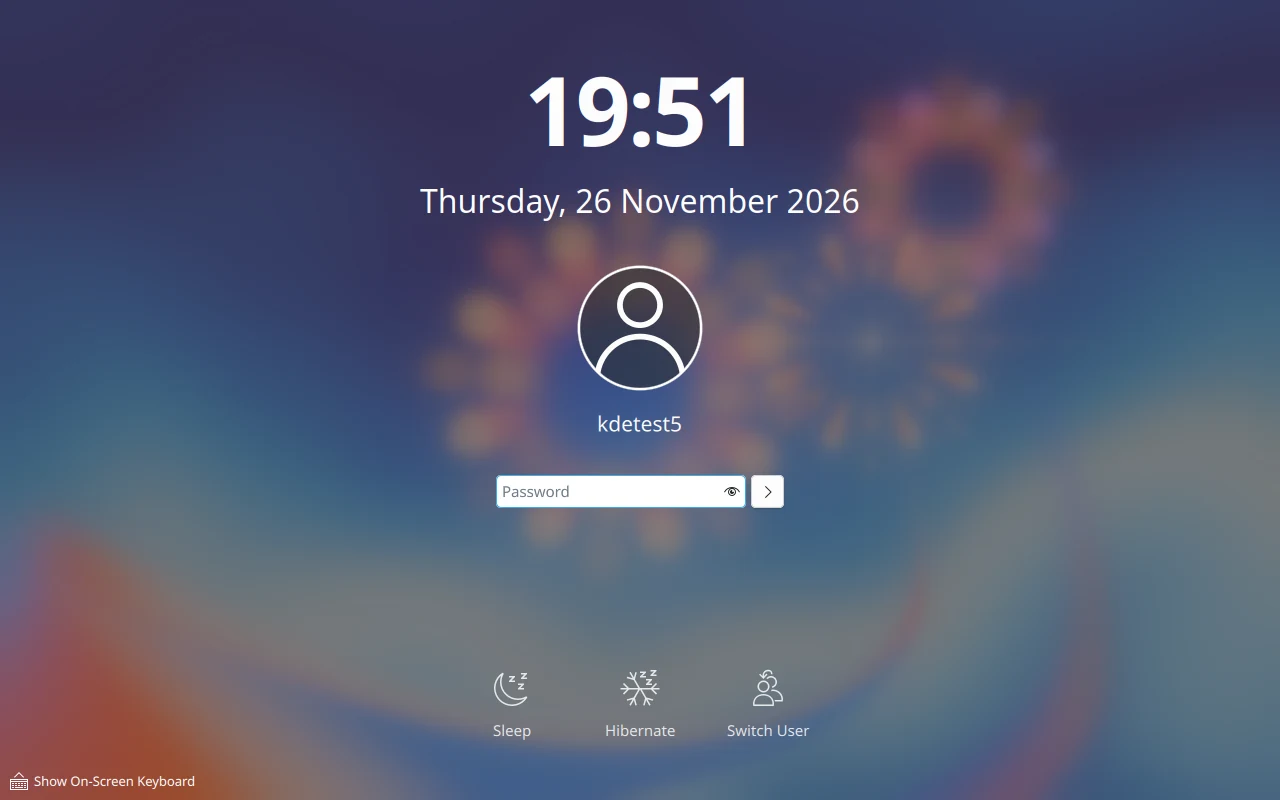 19:51
Thursday, 26 November 2026
kdetest5
Password
Sleep
Hibernate
Switch User
Show On-Screen Keyboard